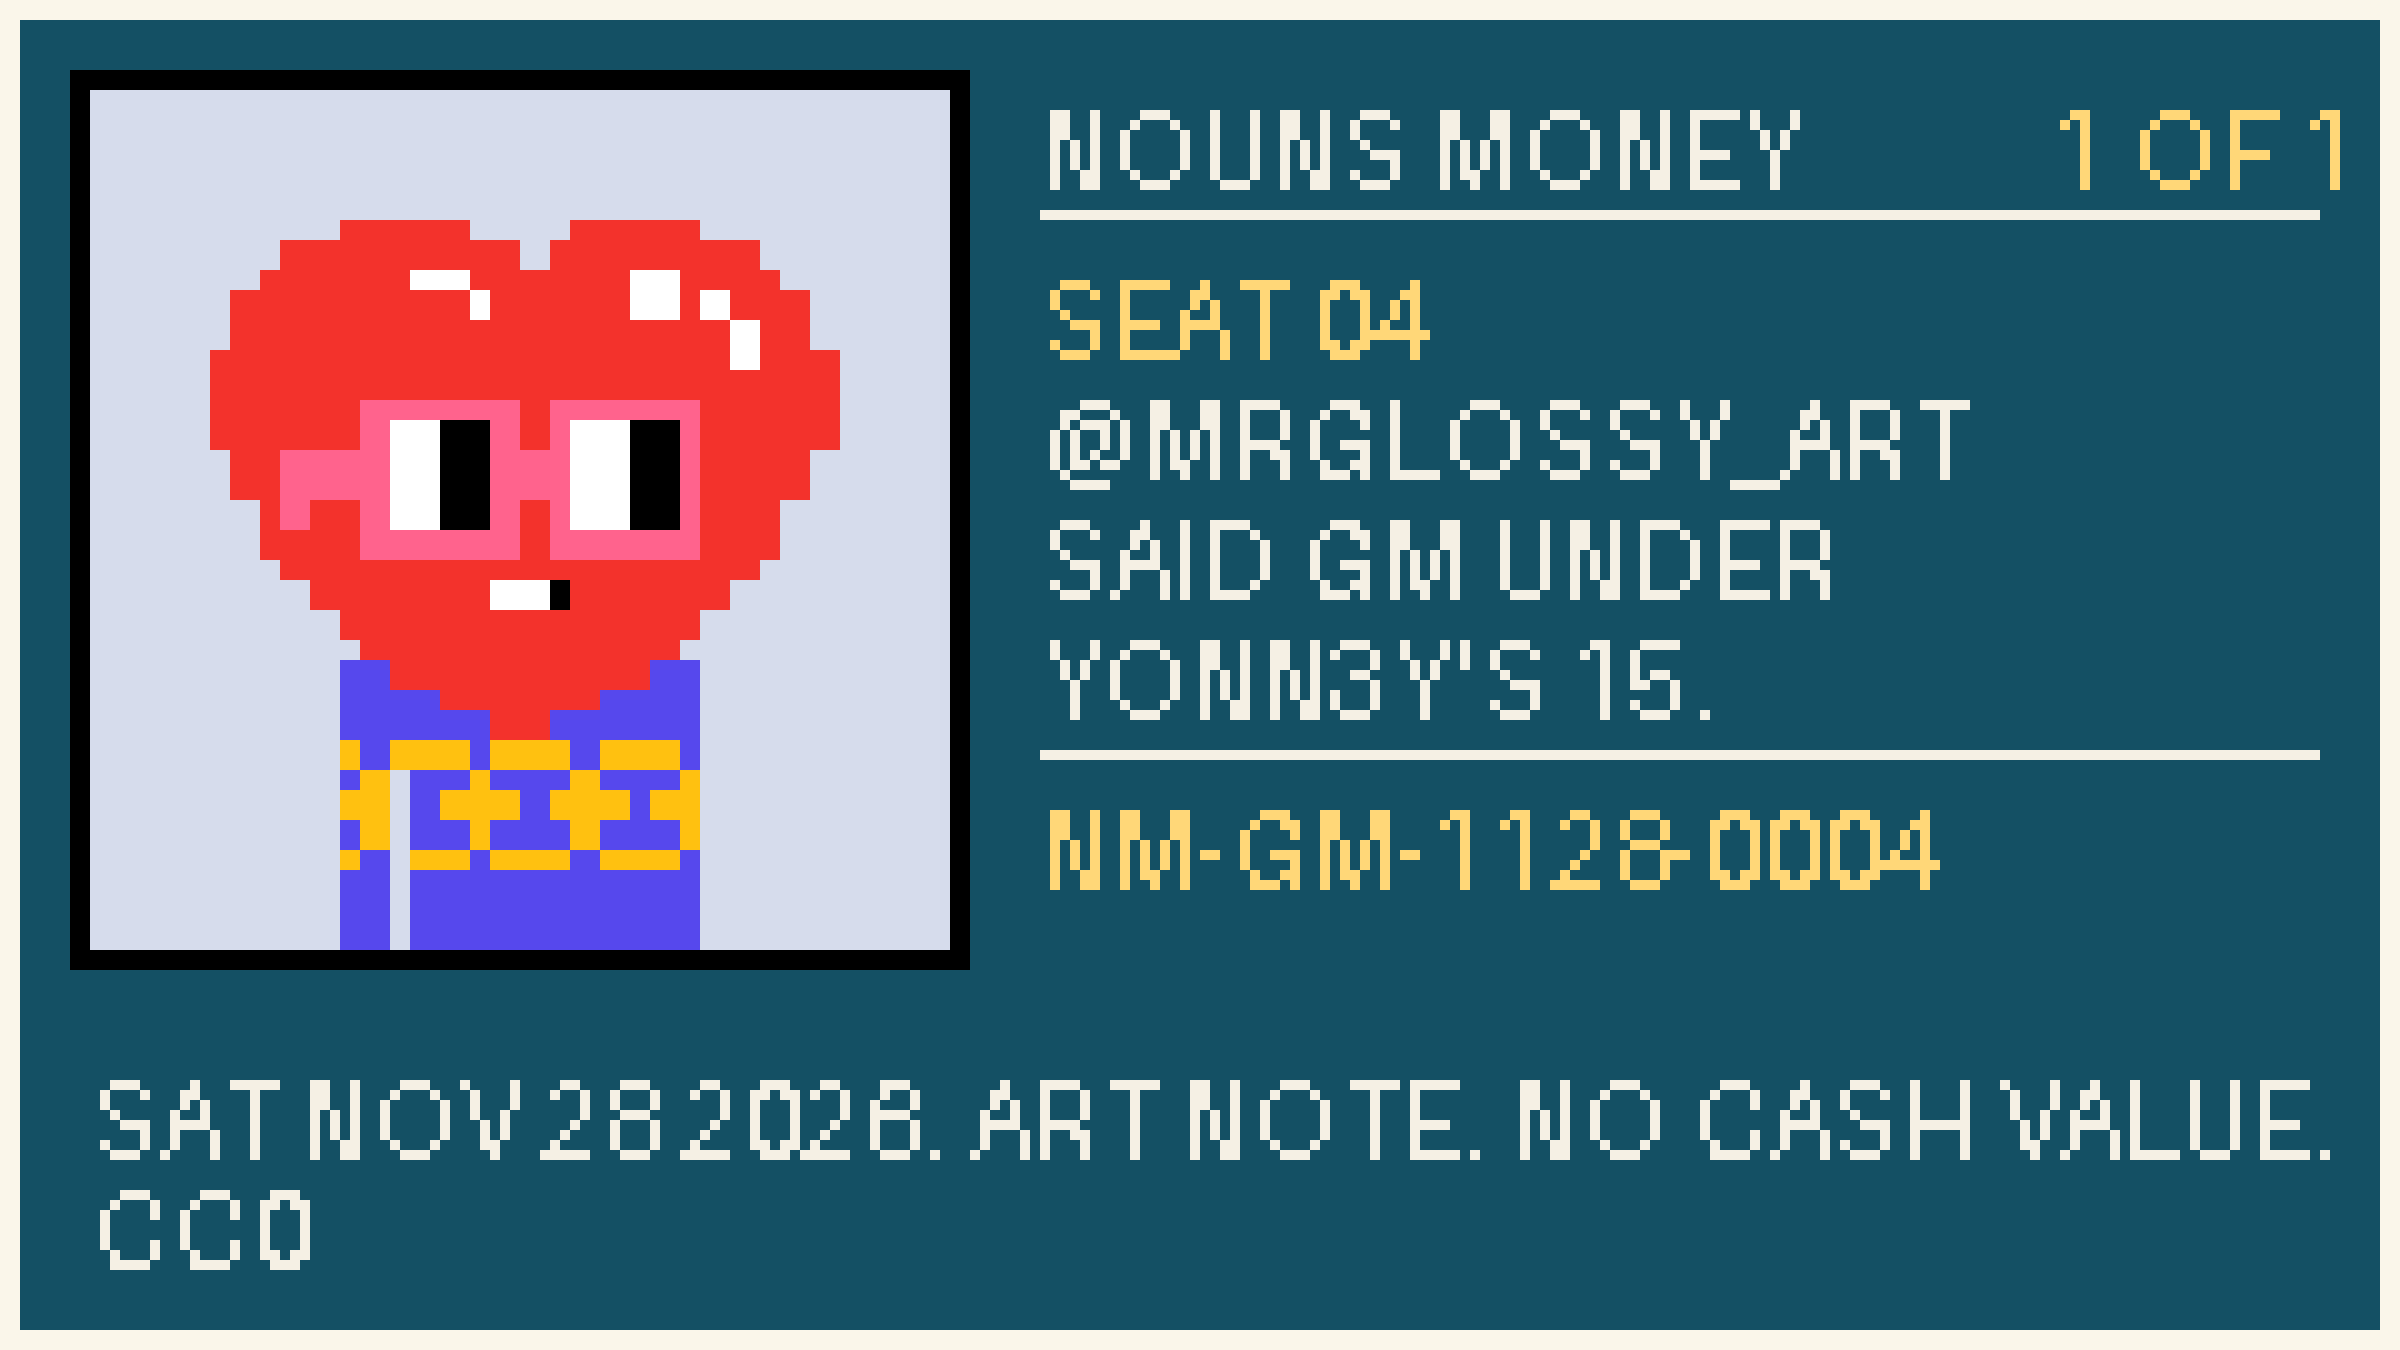 NOUNS MONEY
1 OF 1
SEAT 04
@MRGLOSSY_ART
SAID GM UNDER
YONN3Y'S 15.
NM-GM-1128-0004
SAT NOV 28 2026. ART NOTE. NO CASH VALUE.
CC0